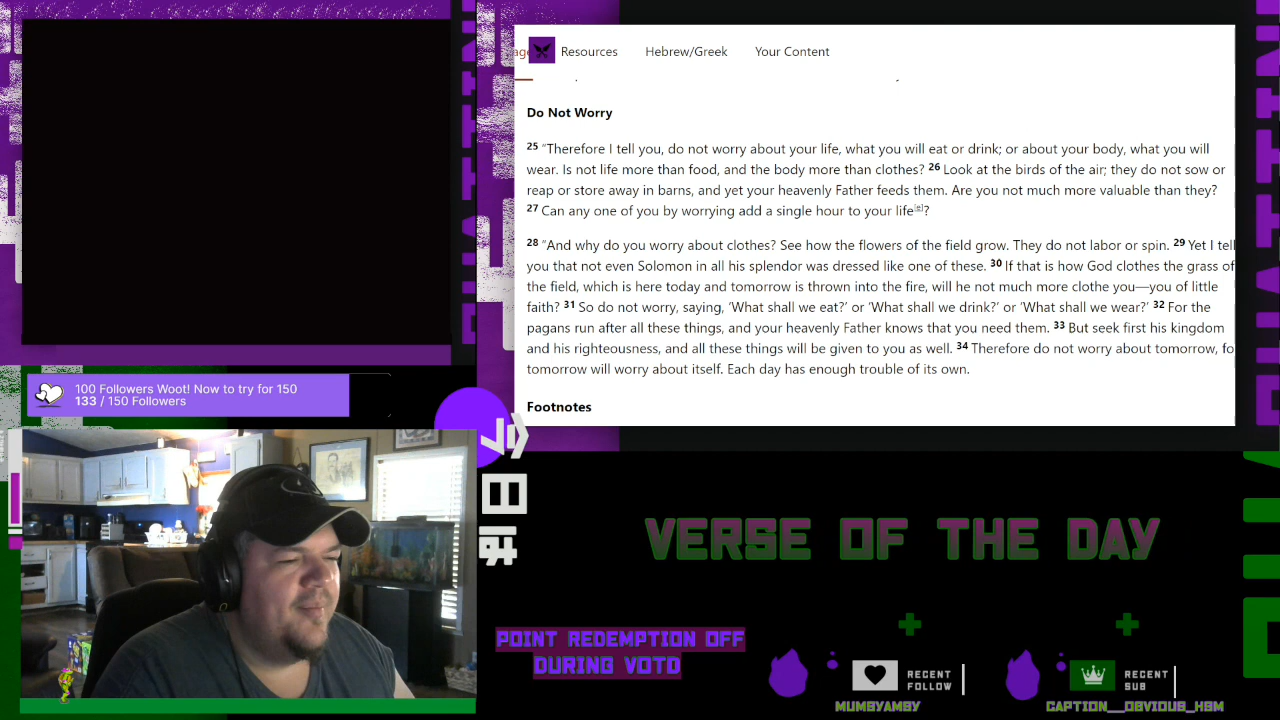 Resources Hebrew/Greek Your Content
Do Not Worry
25 “Therefore I tell you, do not worry about your life, what you will eat or drink; or about your body, what you will
wear. Is not life more than food, and the body more than clothes? 26 Look at the birds of the air; they do not sow or
reap or store away in barns, and yet your heavenly Father feeds them. Are you not much more valuable than they?
27 Can any one of you by worrying add a single hour to your life[e]?
28 “And why do you worry about clothes? See how the flowers of the field grow. They do not labor or spin. 29 Yet I tell
you that not even Solomon in all his splendor was dressed like one of these. 30 If that is how God clothes the grass of
the field, which is here today and tomorrow is thrown into the fire, will he not much more clothe you—you of little
faith? 31 So do not worry, saying, ‘What shall we eat?’ or ‘What shall we drink?’ or ‘What shall we wear?’ 32 For the
pagans run after all these things, and your heavenly Father knows that you need them. 33 But seek first his kingdom
and his righteousness, and all these things will be given to you as well. 34 Therefore do not worry about tomorrow, fo
tomorrow will worry about itself. Each day has enough trouble of its own.
Footnotes
100 Followers Woot! Now to try for 150
133 / 150 Followers
VERSE OF THE DAY
POINT REDEMPTION OFF
DURING VOTD
RECENT
FOLLOW
MUMBYAMBY
RECENT
SUB
CAPTION__OBVIOUS_HSM